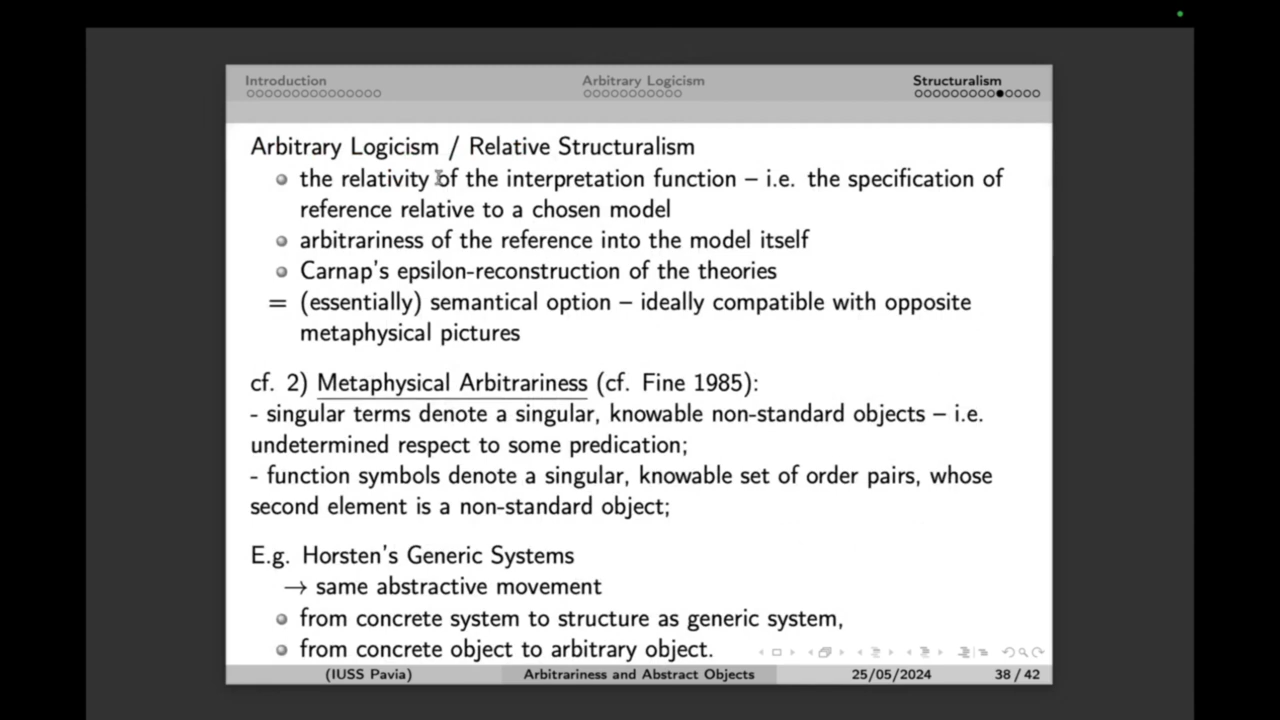 Introduction
Arbitrary Logicism
Structuralism
Arbitrary Logicism / Relative Structuralism
the relativity of the interpretation function – i.e. the specification of
reference relative to a chosen model
arbitrariness of the reference into the model itself
Carnap's epsilon-reconstruction of the theories
= (essentially) semantical option – ideally compatible with opposite
metaphysical pictures
cf. 2) Metaphysical Arbitrariness (cf. Fine 1985):
- singular terms denote a singular, knowable non-standard objects – i.e.
undetermined respect to some predication;
- function symbols denote a singular, knowable set of order pairs, whose
second element is a non-standard object;
E.g. Horsten's Generic Systems
→ same abstractive movement
from concrete system to structure as generic system,
from concrete object to arbitrary object.
(IUSS Pavia)
Arbitrariness and Abstract Objects
25/05/2024
38 / 42